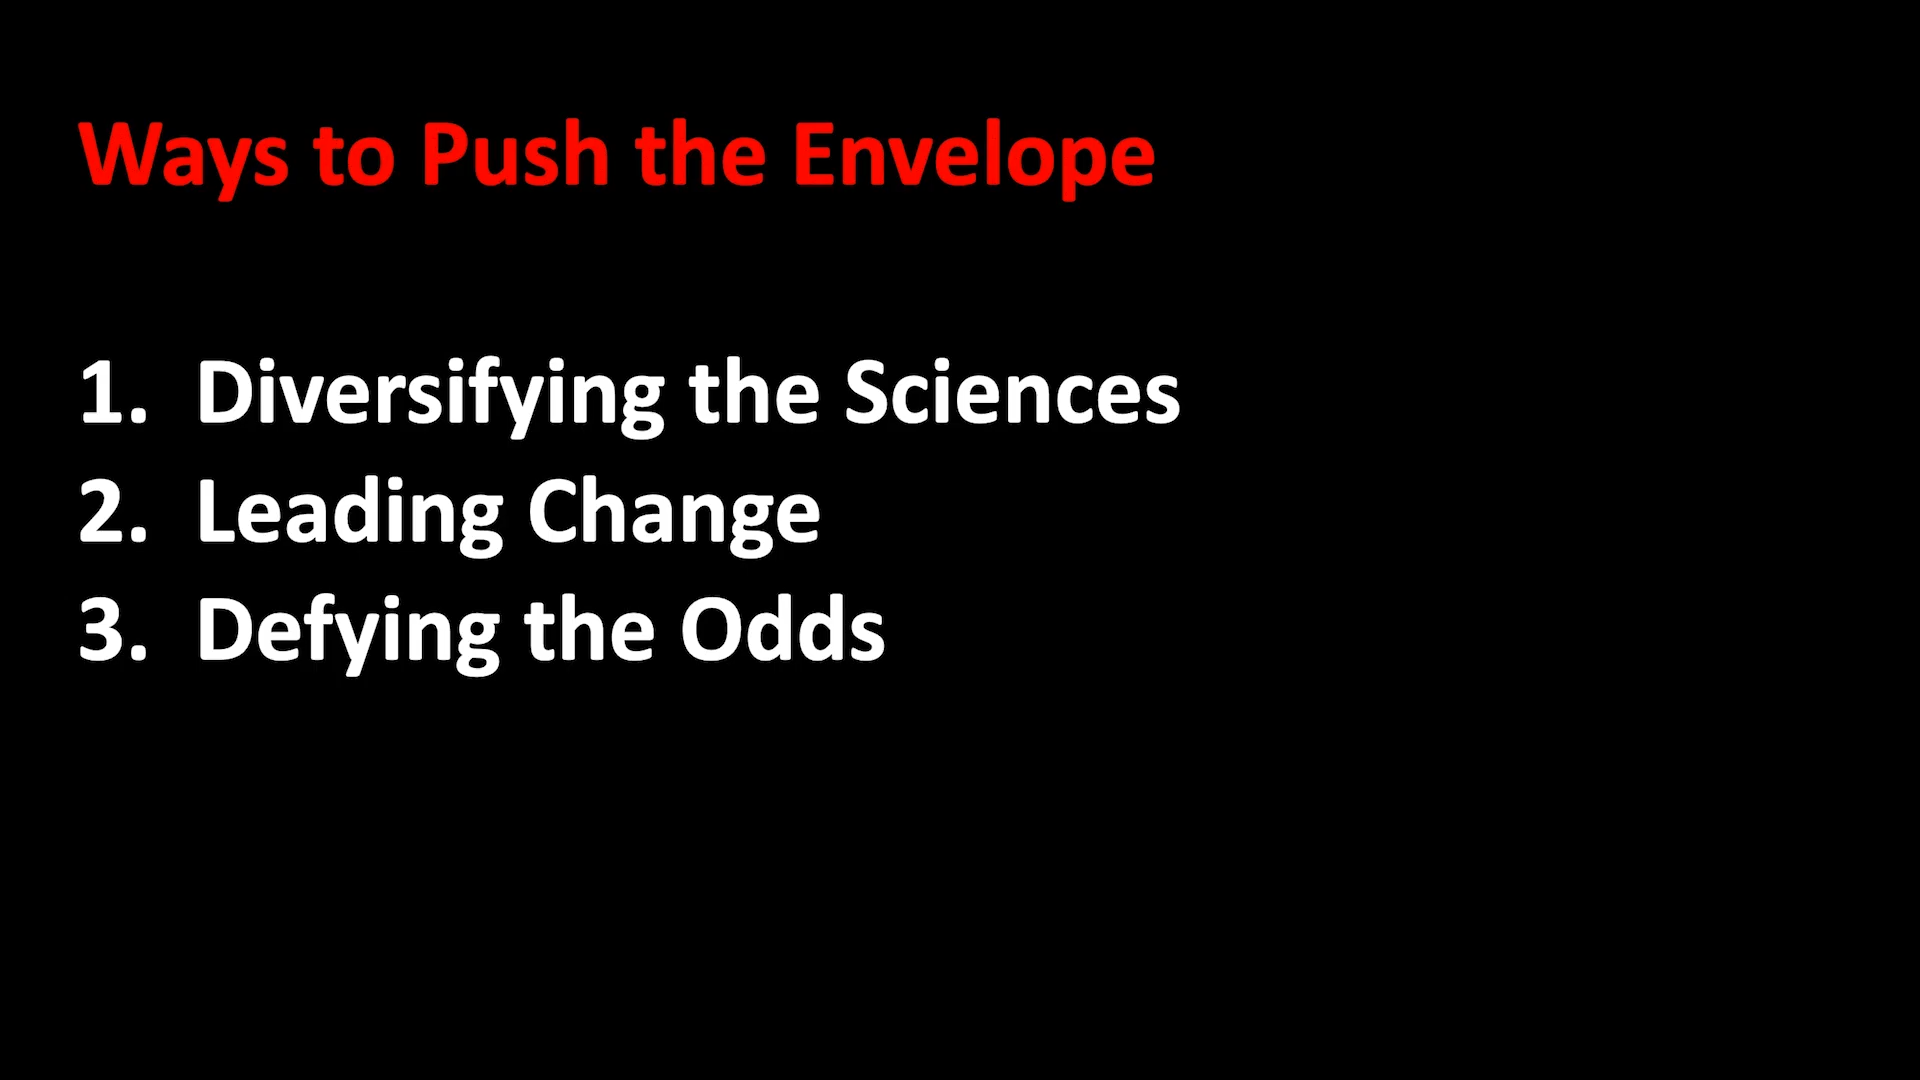 Ways to Push the Envelope
1. Diversifying the Sciences
2. Leading Change
3. Defying the Odds